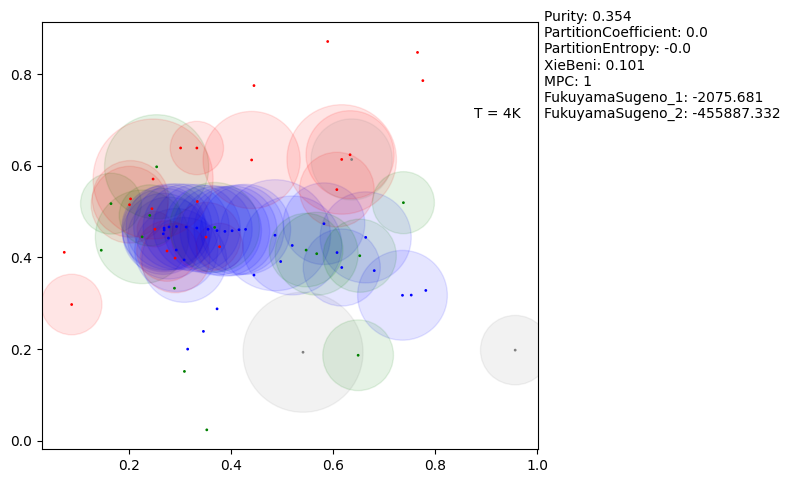 Purity: 0.354
PartitionCoefficient: 0.0
PartitionEntropy: -0.0
XieBeni: 0.101
MPC: 1
FukuyamaSugeno_1: -2075.681
FukuyamaSugeno_2: -455887.332
T = 4K
0.8
0.6
0.4
0.2
0.0
0.2 0.4 0.6 0.8 1.0